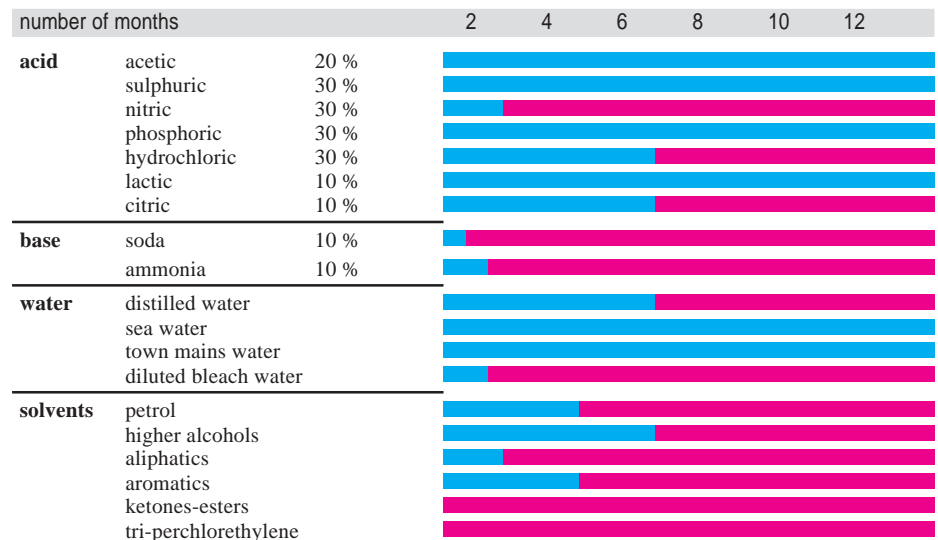 number of months 2 4 6 8 10 12
acid acetic 20 %
sulphuric 30 %
nitric 30 %
phosphoric 30 %
hydrochloric 30 %
lactic 10 %
citric 10 %
base soda 10 %
ammonia 10 %
water distilled water
sea water
town mains water
diluted bleach water
solvents petrol
higher alcohols
aliphatics
aromatics
ketones-esters
tri-perchlorethylene